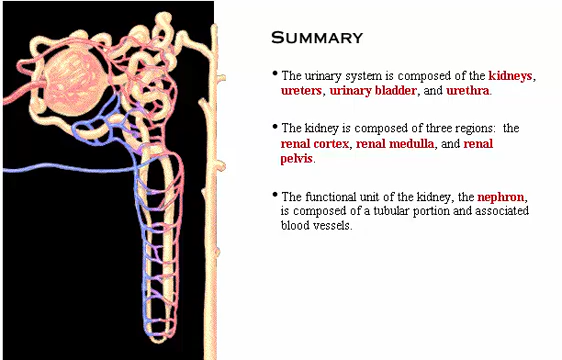 SUMMARY
• The urinary system is composed of the kidneys,
ureters, urinary bladder, and urethra.
• The kidney is composed of three regions: the
renal cortex, renal medulla, and renal
pelvis.
• The functional unit of the kidney, the nephron,
is composed of a tubular portion and associated
blood vessels.